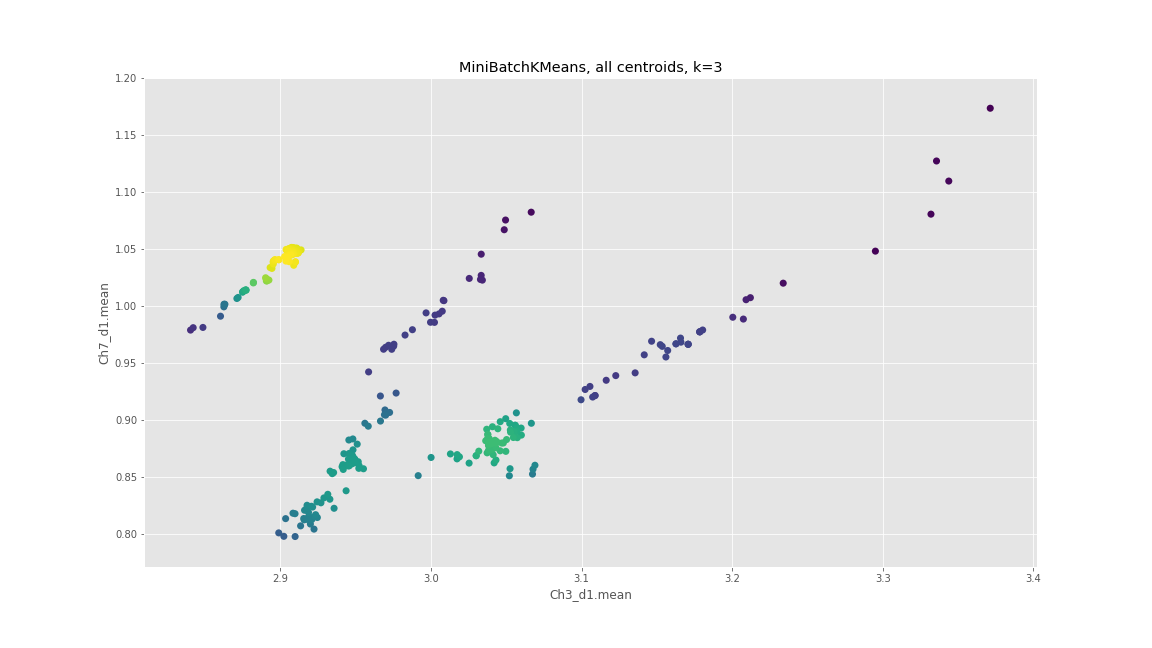 MiniBatchKMeans, all centroids, k=3
1.20
1.15
1.10
1.05
1.00
0.95
0.90
0.85
0.80
Ch7_d1.mean
2.9 3.0 3.1 3.2 3.3 3.4
Ch3_d1.mean